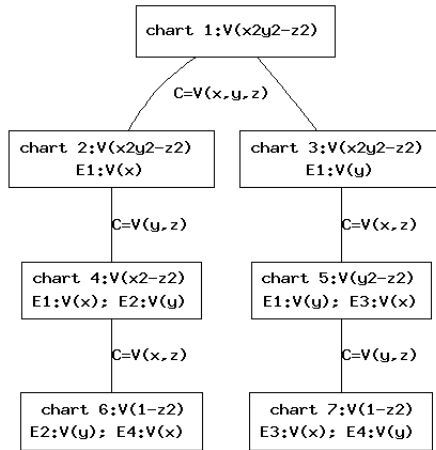 chart 1:V(x2y2-z2)
C=V(x,y,z)
chart 2:V(x2y2-z2)
E1:V(x)
chart 3:V(x2y2-z2)
E1:V(y)
C=V(y,z)
C=V(x,z)
chart 4:V(x2-z2)
E1:V(x); E2:V(y)
chart 5:V(y2-z2)
E1:V(y); E3:V(x)
C=V(x,z)
C=V(y,z)
chart 6:V(1-z2)
E2:V(y); E4:V(x)
chart 7:V(1-z2)
E3:V(x); E4:V(y)